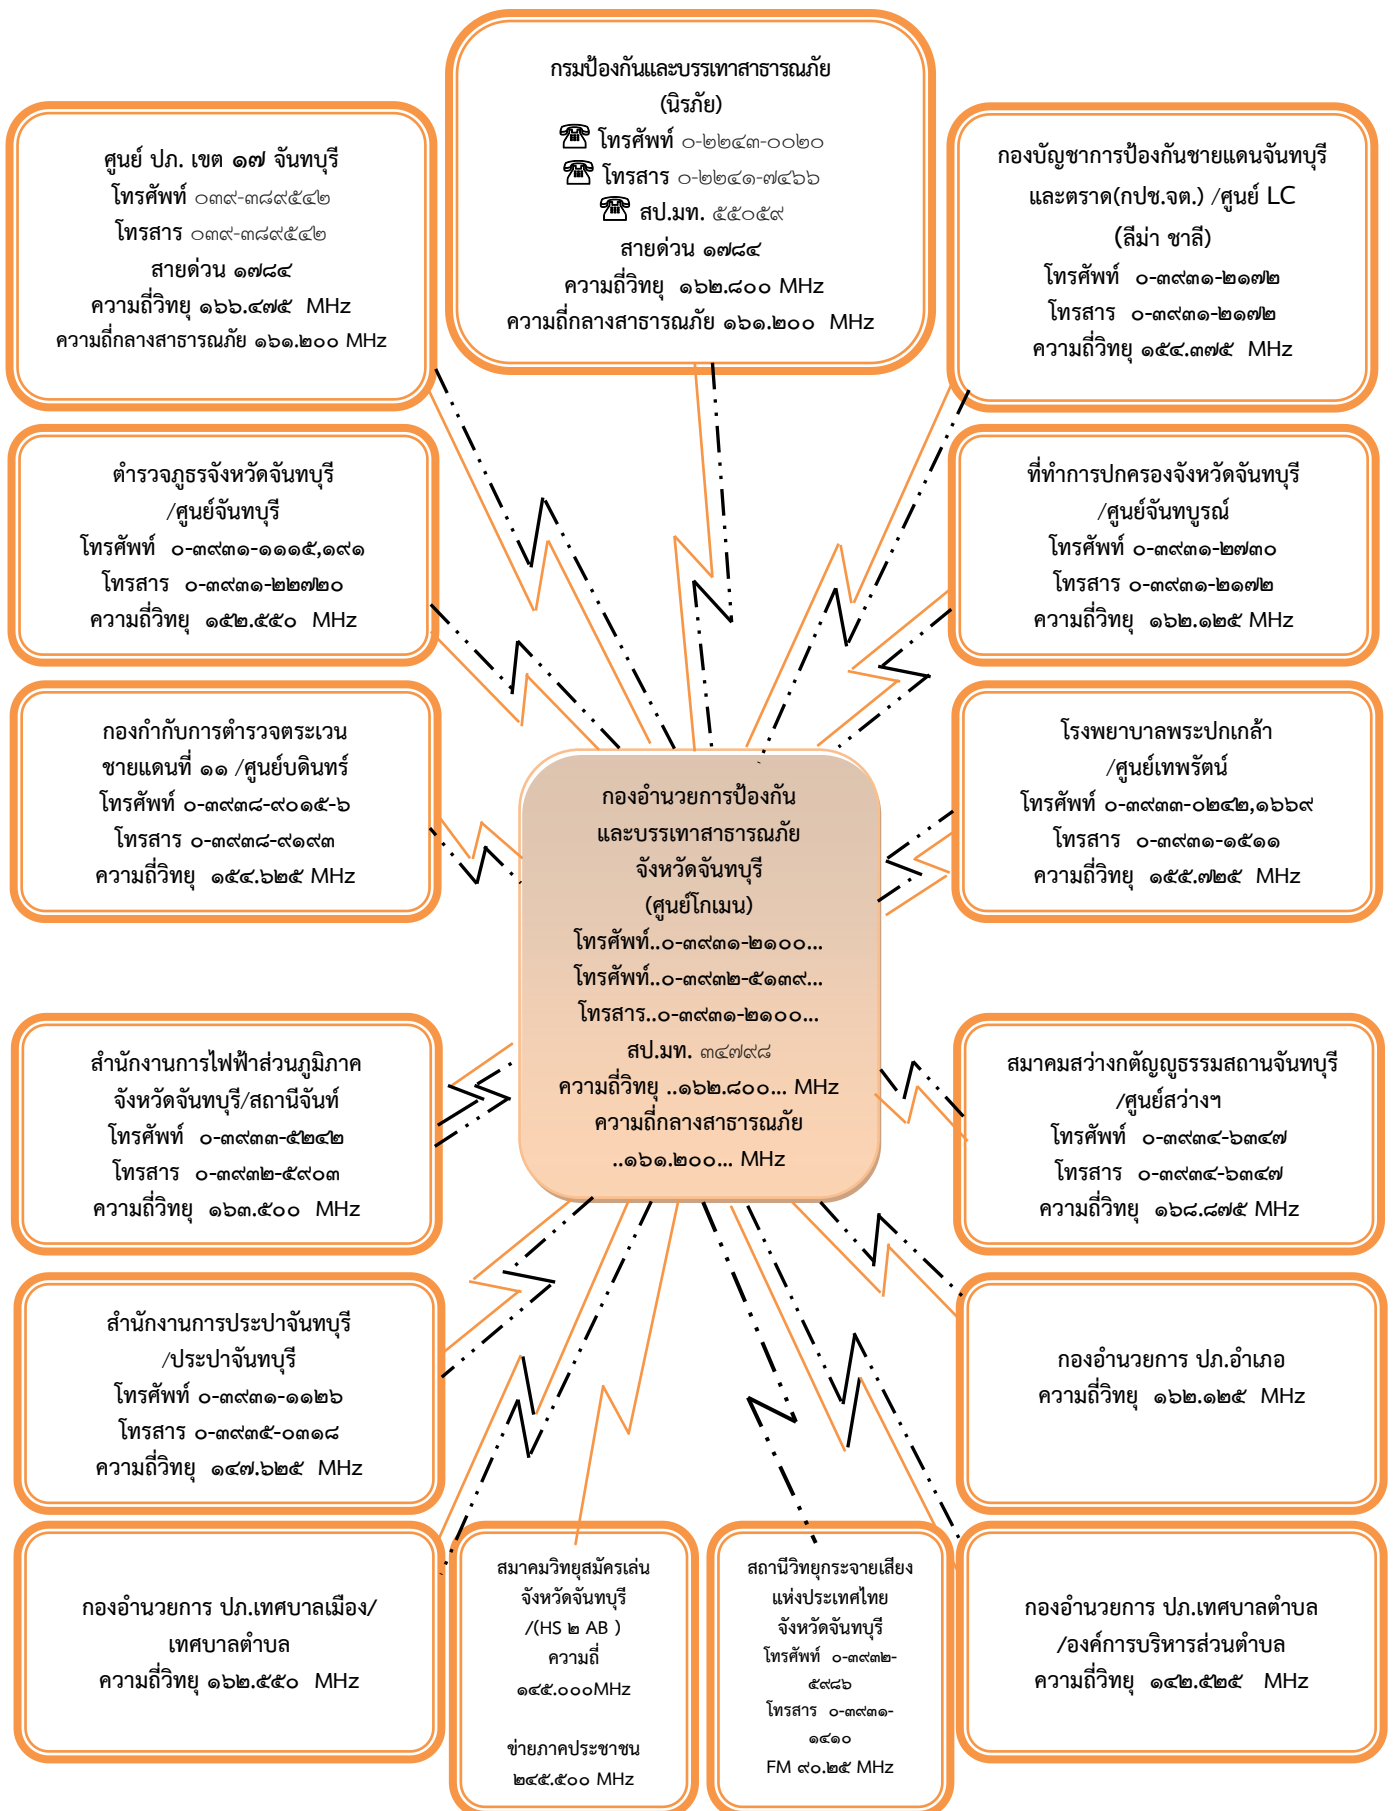 กรมป้องกันและบรรเทาสาธารณภัย
(นิรภัย)
โทรศัพท์ ๐-๒๒๔๓-๐๐๒๐
โทรสาร ๐-๒๒๔๑-๗๔๖๖
สป.มท. ๕๕๐๕๙
สายด่วน ๑๗๘๔
ความถี่วิทยุ ๑๖๒.๘๐๐ MHz
ความถี่กลางสาธารณภัย ๑๖๑.๒๐๐ MHz
ศูนย์ ปภ. เขต ๑๗ จันทบุรี
โทรศัพท์ ๐๓๙-๓๘๙๕๔๒
โทรสาร ๐๓๙-๓๘๙๕๔๒
สายด่วน ๑๗๘๔
ความถี่วิทยุ ๑๖๖.๔๗๕ MHz
ความถี่กลางสาธารณภัย ๑๖๑.๒๐๐ MHz
กองบัญชาการป้องกันชายแดนจันทบุรี
และตราด(กปช.จต.) /ศูนย์ LC
(ลีม่า ชาลี)
โทรศัพท์ ๐-๓๙๓๑-๒๑๗๒
โทรสาร ๐-๓๙๓๑-๒๑๗๒
ความถี่วิทยุ ๑๕๔.๓๗๕ MHz
ตำรวจภูธรจังหวัดจันทบุรี
/ศูนย์จันทบุรี
โทรศัพท์ ๐-๓๙๓๑-๑๑๑๕,๑๙๑
โทรสาร ๐-๓๙๓๑-๒๒๗๒๐
ความถี่วิทยุ ๑๕๒.๕๕๐ MHz
ที่ทำการปกครองจังหวัดจันทบุรี
/ศูนย์จันทบูรณ์
โทรศัพท์ ๐-๓๙๓๑-๒๗๓๐
โทรสาร ๐-๓๙๓๑-๒๑๗๒
ความถี่วิทยุ ๑๖๒.๑๒๕ MHz
กองกำกับการตำรวจตระเวน
ชายแดนที่ ๑๑ /ศูนย์บดินทร์
โทรศัพท์ ๐-๓๙๓๘-๙๐๑๕-๖
โทรสาร ๐-๓๙๓๘-๙๑๙๓
ความถี่วิทยุ ๑๕๔.๖๒๕ MHz
โรงพยาบาลพระปกเกล้า
/ศูนย์เทพรัตน์
โทรศัพท์ ๐-๓๙๓๓-๐๒๔๒,๑๖๖๙
โทรสาร ๐-๓๙๓๑-๑๕๑๑
ความถี่วิทยุ ๑๕๕.๗๒๕ MHz
กองอำนวยการป้องกัน
และบรรเทาสาธารณภัย
จังหวัดจันทบุรี
(ศูนย์โกเมน)
โทรศัพท์..๐-๓๙๓๑-๒๑๐๐...
โทรศัพท์..๐-๓๙๓๒-๕๑๓๙...
โทรสาร..๐-๓๙๓๑-๒๑๐๐...
สป.มท. ๓๔๗๙๘
ความถี่วิทยุ ..๑๖๒.๘๐๐... MHz
ความถี่กลางสาธารณภัย
..๑๖๑.๒๐๐... MHz
สำนักงานการไฟฟ้าส่วนภูมิภาค
จังหวัดจันทบุรี/สถานีจันท์
โทรศัพท์ ๐-๓๙๓๓-๕๒๔๒
โทรสาร ๐-๓๙๓๒-๕๙๐๓
ความถี่วิทยุ ๑๖๓.๕๐๐ MHz
สมาคมสว่างกตัญญูธรรมสถานจันทบุรี
/ศูนย์สว่างฯ
โทรศัพท์ ๐-๓๙๓๔-๖๓๔๗
โทรสาร ๐-๓๙๓๔-๖๓๔๗
ความถี่วิทยุ ๑๖๘.๘๗๕ MHz
สำนักงานการประปาจันทบุรี
/ประปาจันทบุรี
โทรศัพท์ ๐-๓๙๓๑-๑๑๒๖
โทรสาร ๐-๓๙๓๕-๐๓๑๘
ความถี่วิทยุ ๑๔๗.๖๒๕ MHz
กองอำนวยการ ปภ.อำเภอ
ความถี่วิทยุ ๑๖๒.๑๒๕ MHz
กองอำนวยการ ปภ.เทศบาลเมือง/
เทศบาลตำบล
ความถี่วิทยุ ๑๖๒.๕๕๐ MHz
สมาคมวิทยุสมัครเล่น
จังหวัดจันทบุรี
/(HS ๒ AB )
ความถี่
๑๔๕.๐๐๐MHz
ข่ายภาคประชาชน
๒๔๕.๕๐๐ MHz
สถานีวิทยุกระจายเสียง
แห่งประเทศไทย
จังหวัดจันทบุรี
โทรศัพท์ ๐-๓๙๓๒-
๕๙๘๖
โทรสาร ๐-๓๙๓๑-
๑๔๑๐
FM ๙๐.๒๕ MHz
กองอำนวยการ ปภ.เทศบาลตำบล
/องค์การบริหารส่วนตำบล
ความถี่วิทยุ ๑๔๒.๕๒๕ MHz